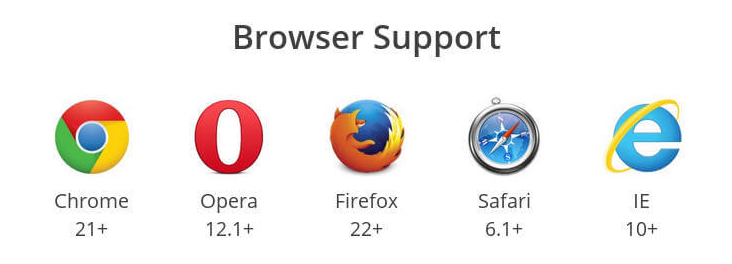 Browser Support
Chrome Opera Firefox Safari IE
21+ 12.1+ 22+ 6.1+ 10+